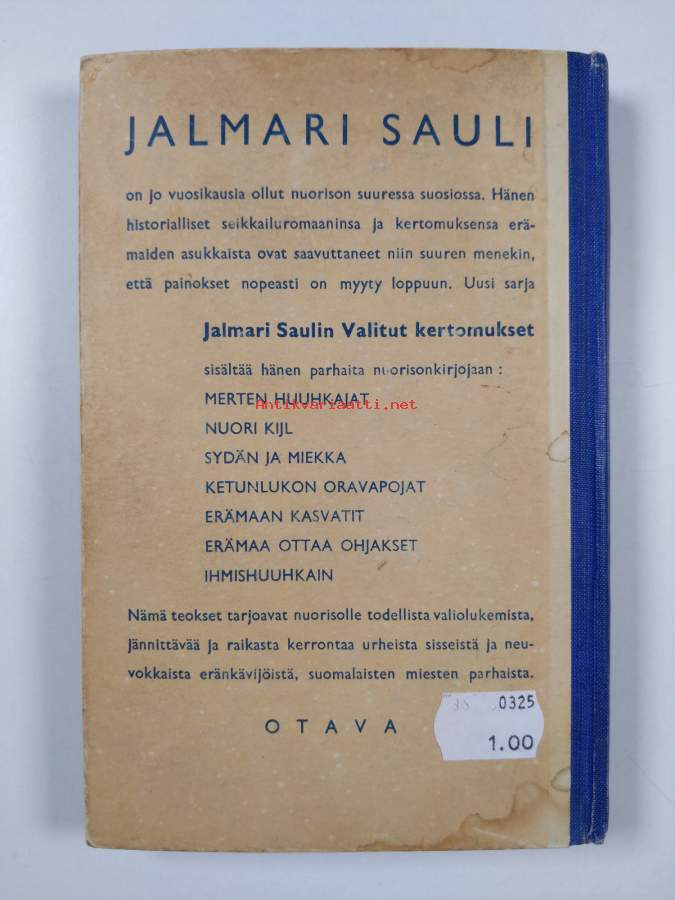 JALMARI SAULI
on jo vuosikausia ollut nuorison suuressa suosiossa. Hänen
historialliset seikkailuromaaninsa ja kertomuksensa erä-
maiden asukkaista ovat saavuttaneet niin suuren menekin,
että painokset nopeasti on myyty loppuun. Uusi sarja
Jalmari Saulin Valitut kertomukset
sisältää hänen parhaita nuorisonkirjojaan :
MERTEN HUUHKAJAT
Antikvariaatti.net
NUORI KIJL
SYDÄN JA MIEKKA
KETUNLUKON ORAVAPOJAT
ERÄMAAN KASVATIT
ERÄMAA OTTAA OHJAKSET
IHMISHUUHKAIN
Nämä teokset tarjoavat nuorisolle todellista valiolukemista,
jännittävää ja raikasta kerrontaa urheista sisseistä ja neu-
vokkaista eränkävijöistä, suomalaisten miesten parhaista.
OTAVA
0325
1.00